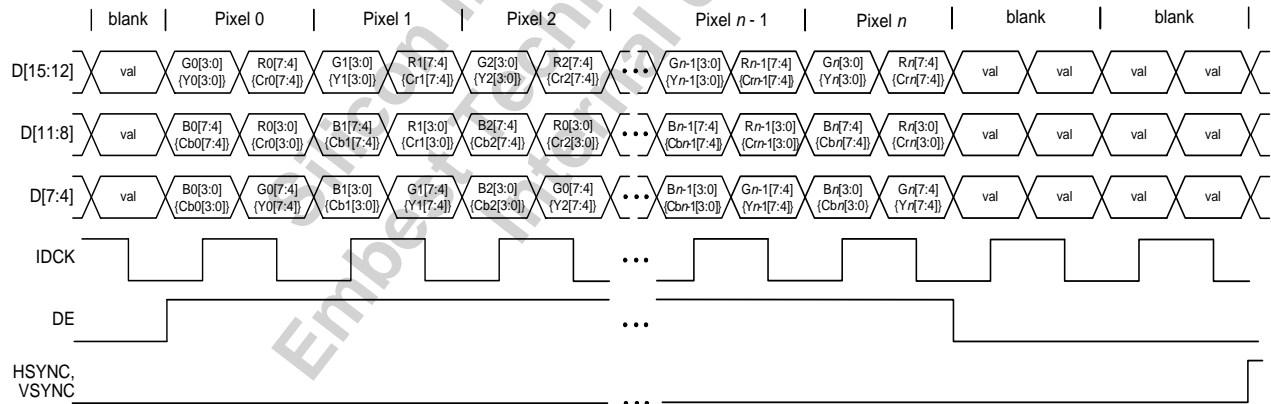 blank Pixel 0 Pixel 1 Pixel 2 Pixel n - 1 Pixel n blank blank
D[15:12] val G0[3:0] R0[7:4] G1[3:0] R1[7:4] G2[3:0] R2[7:4] ••• Gn-1[3:0] Rn-1[7:4] Gn[3:0] Rn[7:4] val val val val
{Y0[3:0]} {Cr0[7:4]} {Y1[3:0]} {Cr1[7:4]} {Y2[3:0]} {Cr2[7:4]} {Yn-1[3:0]} {Crn-1[7:4]} {Yn[3:0]} {Crn[7:4]}
D[11:8] val B0[7:4] R0[3:0] B1[7:4] R1[3:0] B2[7:4] R0[3:0] ••• Bn-1[7:4] Rn-1[3:0] Bn[7:4] Rn[3:0] val val val val
{Cb0[7:4]} {Cr0[3:0]} {Cb1[7:4]} {Cr1[3:0]} {Cb2[7:4]} {Cr2[3:0]} {Cbn-1[7:4]} {Crn-1[3:0]} {Cbn[7:4]} {Crn[3:0]}
D[7:4] val B0[3:0] G0[7:4] B1[3:0] G1[7:4] B2[3:0] G0[7:4] ••• Bn-1[3:0] Gn-1[7:4] Bn[3:0] Gn[7:4] val val val val
{Cb0[3:0]} {Y0[7:4]} {Cb1[3:0]} {Y1[7:4]} {Cb2[3:0]} {Y2[7:4]} {Cbn-1[3:0]} {Yn-1[7:4]} {Cbn[3:0} {Yn[7:4]}
IDCK •••
DE •••
HSYNC,
VSYNC •••
Silicon
Embest Tech
Internal